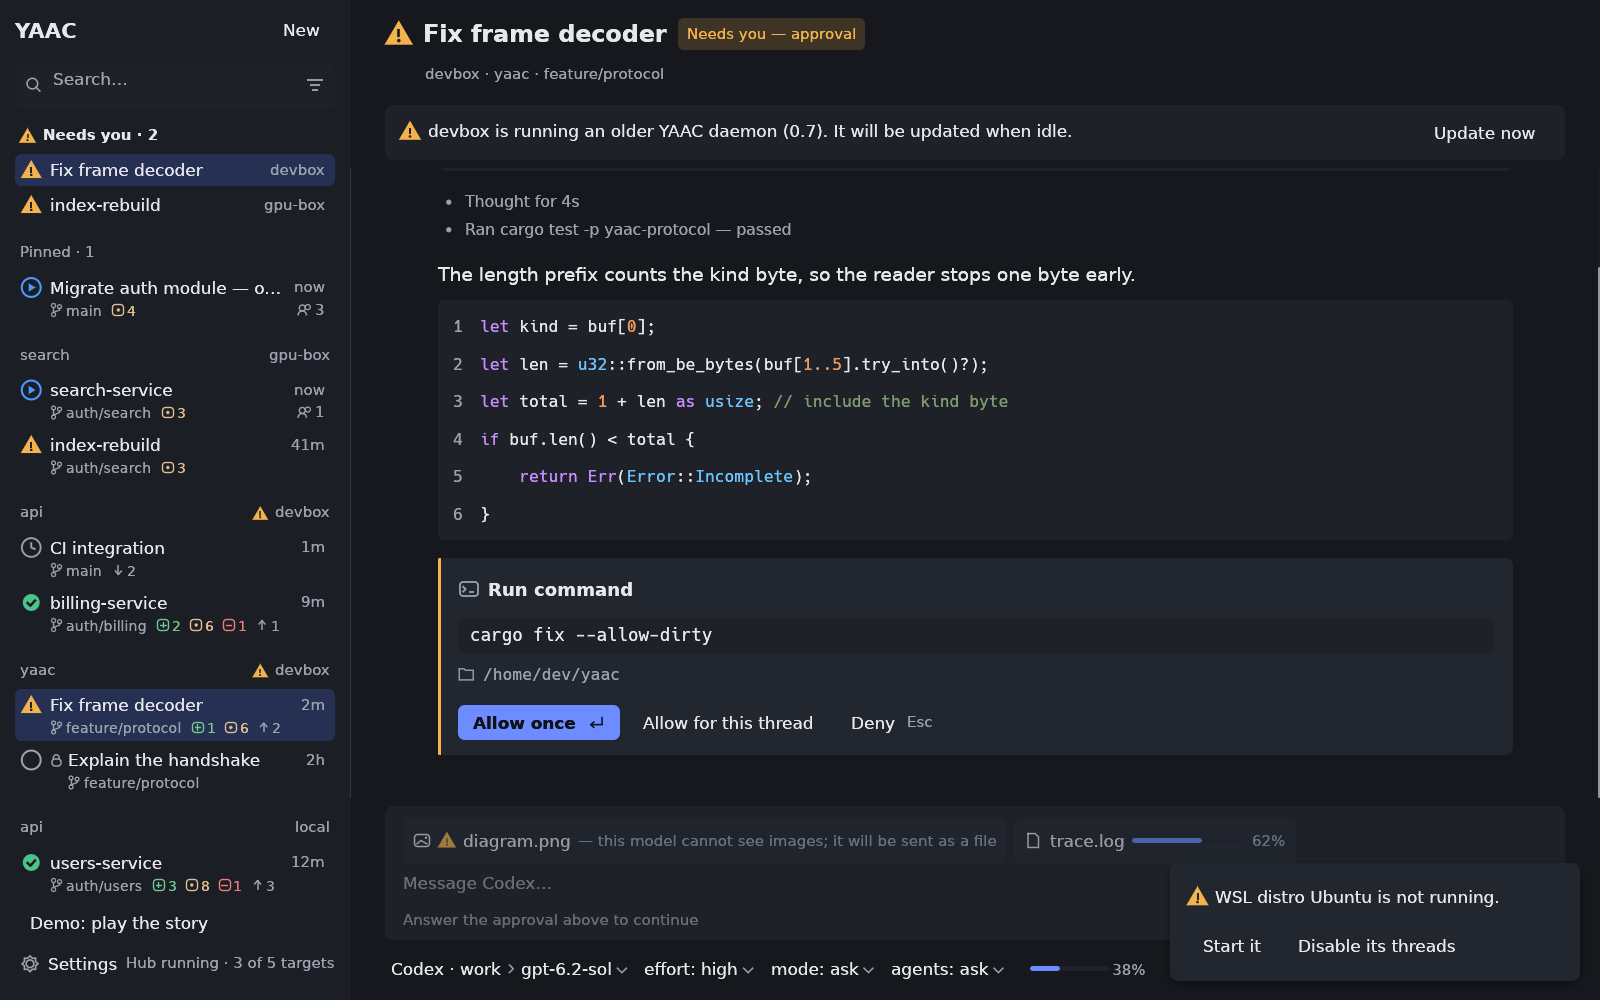 YAAC
New
Search…
Needs you · 2
Fix frame decoder devbox
index-rebuild gpu-box
Pinned · 1
Migrate auth module — o… now
main 4 3
search gpu-box
search-service now
auth/search 3 1
index-rebuild 41m
auth/search 3
api devbox
CI integration 1m
main 2
billing-service 9m
auth/billing 2 6 1 1
yaac devbox
Fix frame decoder 2m
feature/protocol 1 6 2
Explain the handshake 2h
feature/protocol
api local
users-service 12m
auth/users 3 8 1 3
Demo: play the story
Settings Hub running · 3 of 5 targets
Fix frame decoder Needs you — approval
devbox · yaac · feature/protocol
devbox is running an older YAAC daemon (0.7). It will be updated when idle. Update now
• Thought for 4s
• Ran cargo test -p yaac-protocol — passed
The length prefix counts the kind byte, so the reader stops one byte early.
1 let kind = buf[0];
2 let len = u32::from_be_bytes(buf[1..5].try_into()?);
3 let total = 1 + len as usize; // include the kind byte
4 if buf.len() < total {
5     return Err(Error::Incomplete);
6 }
Run command
cargo fix --allow-dirty
/home/dev/yaac
Allow once Allow for this thread Deny Esc
diagram.png — this model cannot see images; it will be sent as a file trace.log 62%
Message Codex…
Answer the approval above to continue
Codex · work gpt-6.2-sol effort: high mode: ask agents: ask 38%
WSL distro Ubuntu is not running.
Start it Disable its threads